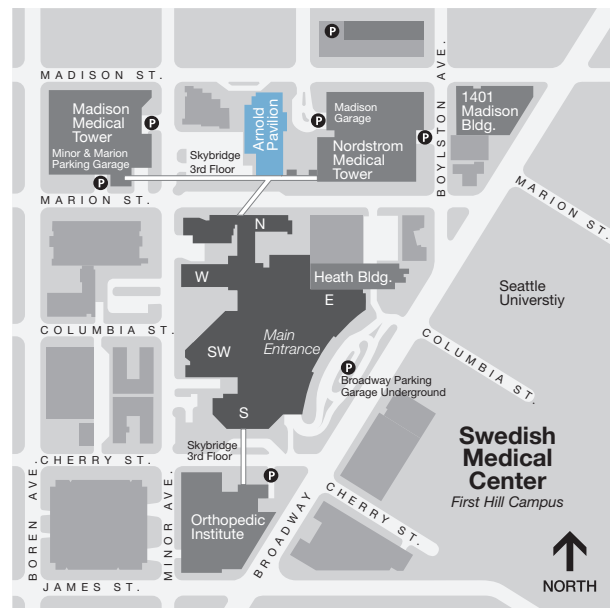 P
BOYLSTON AVE.
MADISON ST.
Madison
Medical
Tower
Minor & Marion
Parking Garage
P
P
Skybridge
3rd Floor
Arnold
Pavilion
P
Madison
Garage
Nordstrom
Medical
Tower
P
1401
Madison
Bldg.
MARION ST.
MARION ST.
N
W
Heath Bldg.
E
Seattle
Universtiy
COLUMBIA ST.
SW
Main
Entrance
COLUMBIA ST.
P
Broadway Parking
Garage Underground
S
Skybridge
3rd Floor
CHERRY ST.
P
Swedish
Medical
Center
First Hill Campus
BOREN AVE.
MINOR AVE.
Orthopedic
Institute
BROADWAY
CHERRY ST.
JAMES ST.
NORTH